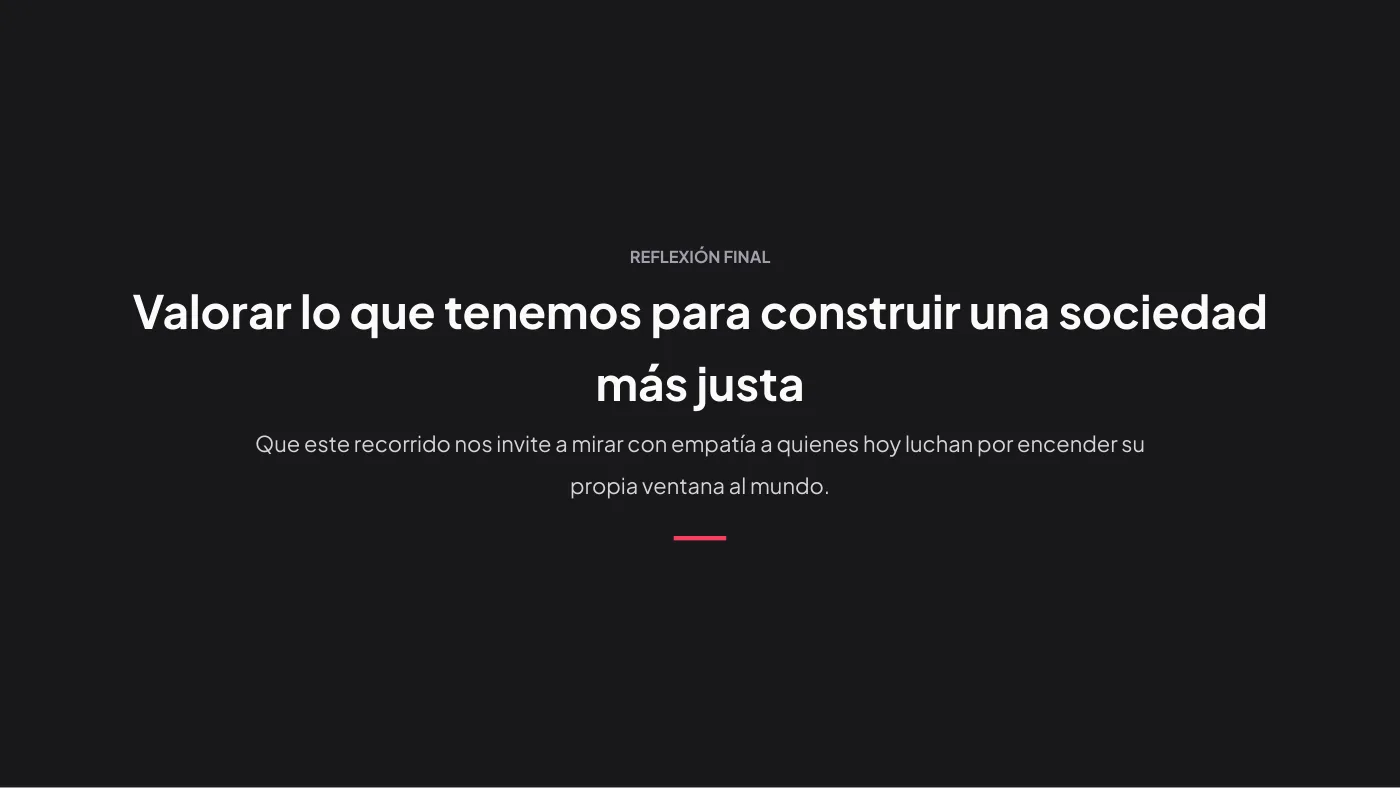 REFLEXIÓN FINAL
Valorar lo que tenemos para construir una sociedad
más justa
Que este recorrido nos invite a mirar con empatía a quienes hoy luchan por encender su
propia ventana al mundo.